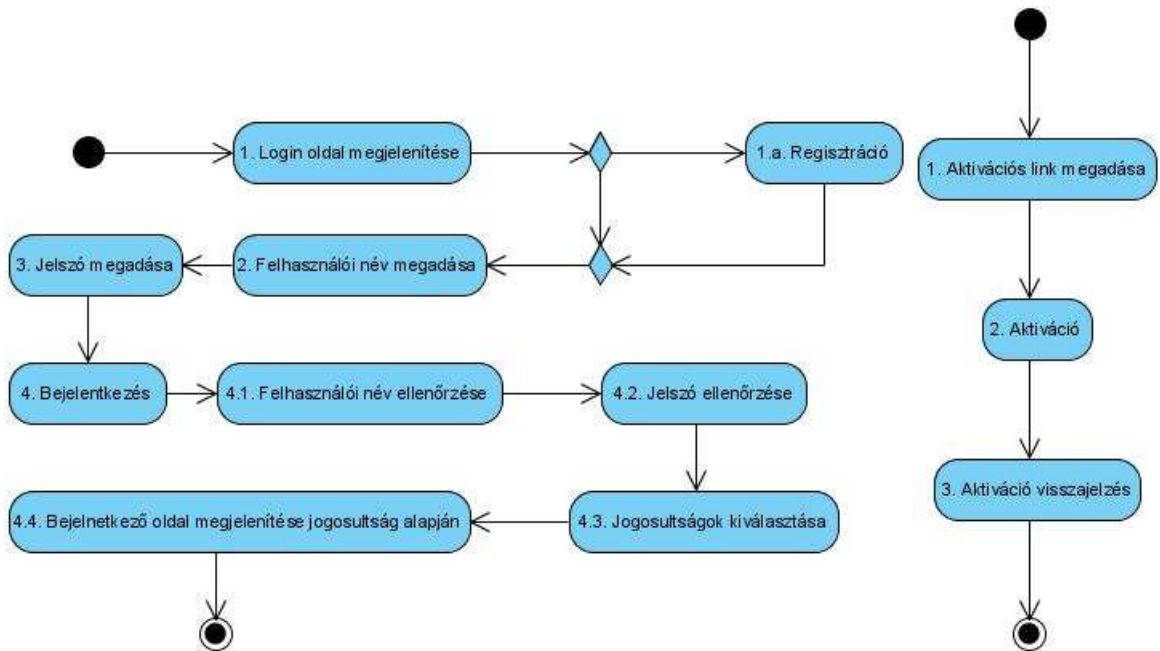 1. Login oldal megjelenítése
1.a. Regisztráció
3. Jelszó megadása
2. Felhasználói név megadása
4. Bejelentkezés
4.1. Felhasználói név ellenőrzése
4.2. Jelszó ellenőrzése
4.4. Bejelnetkező oldal megjelenítése jogosultság alapján
4.3. Jogosultságok kiválasztása
1. Aktivációs link megadása
2. Aktiváció
3. Aktiváció visszajelzés